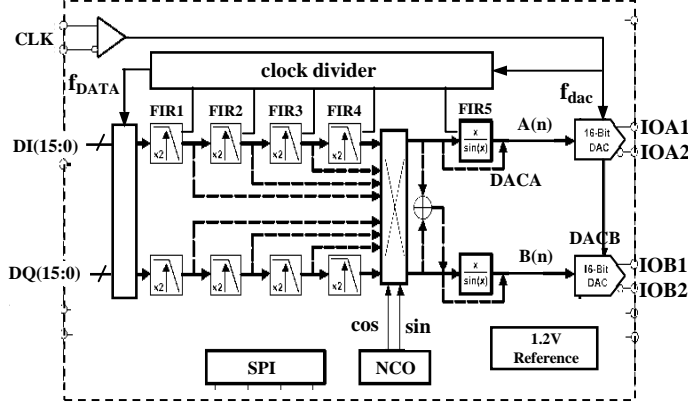 CLK
clock divider
fDATA
fdac
FIR1 FIR2 FIR3 FIR4 FIR5
A(n)
IOA1
DI(15:0)
x2 x2 x2 x2
x
sin(x)
16-Bit
DAC
IOA2
DACA
DACB
B(n)
IOB1
DQ(15:0)
x2 x2 x2 x2
x
sin(x)
16-Bit
DAC
IOB2
cos sin
1.2V
Reference
SPI
NCO